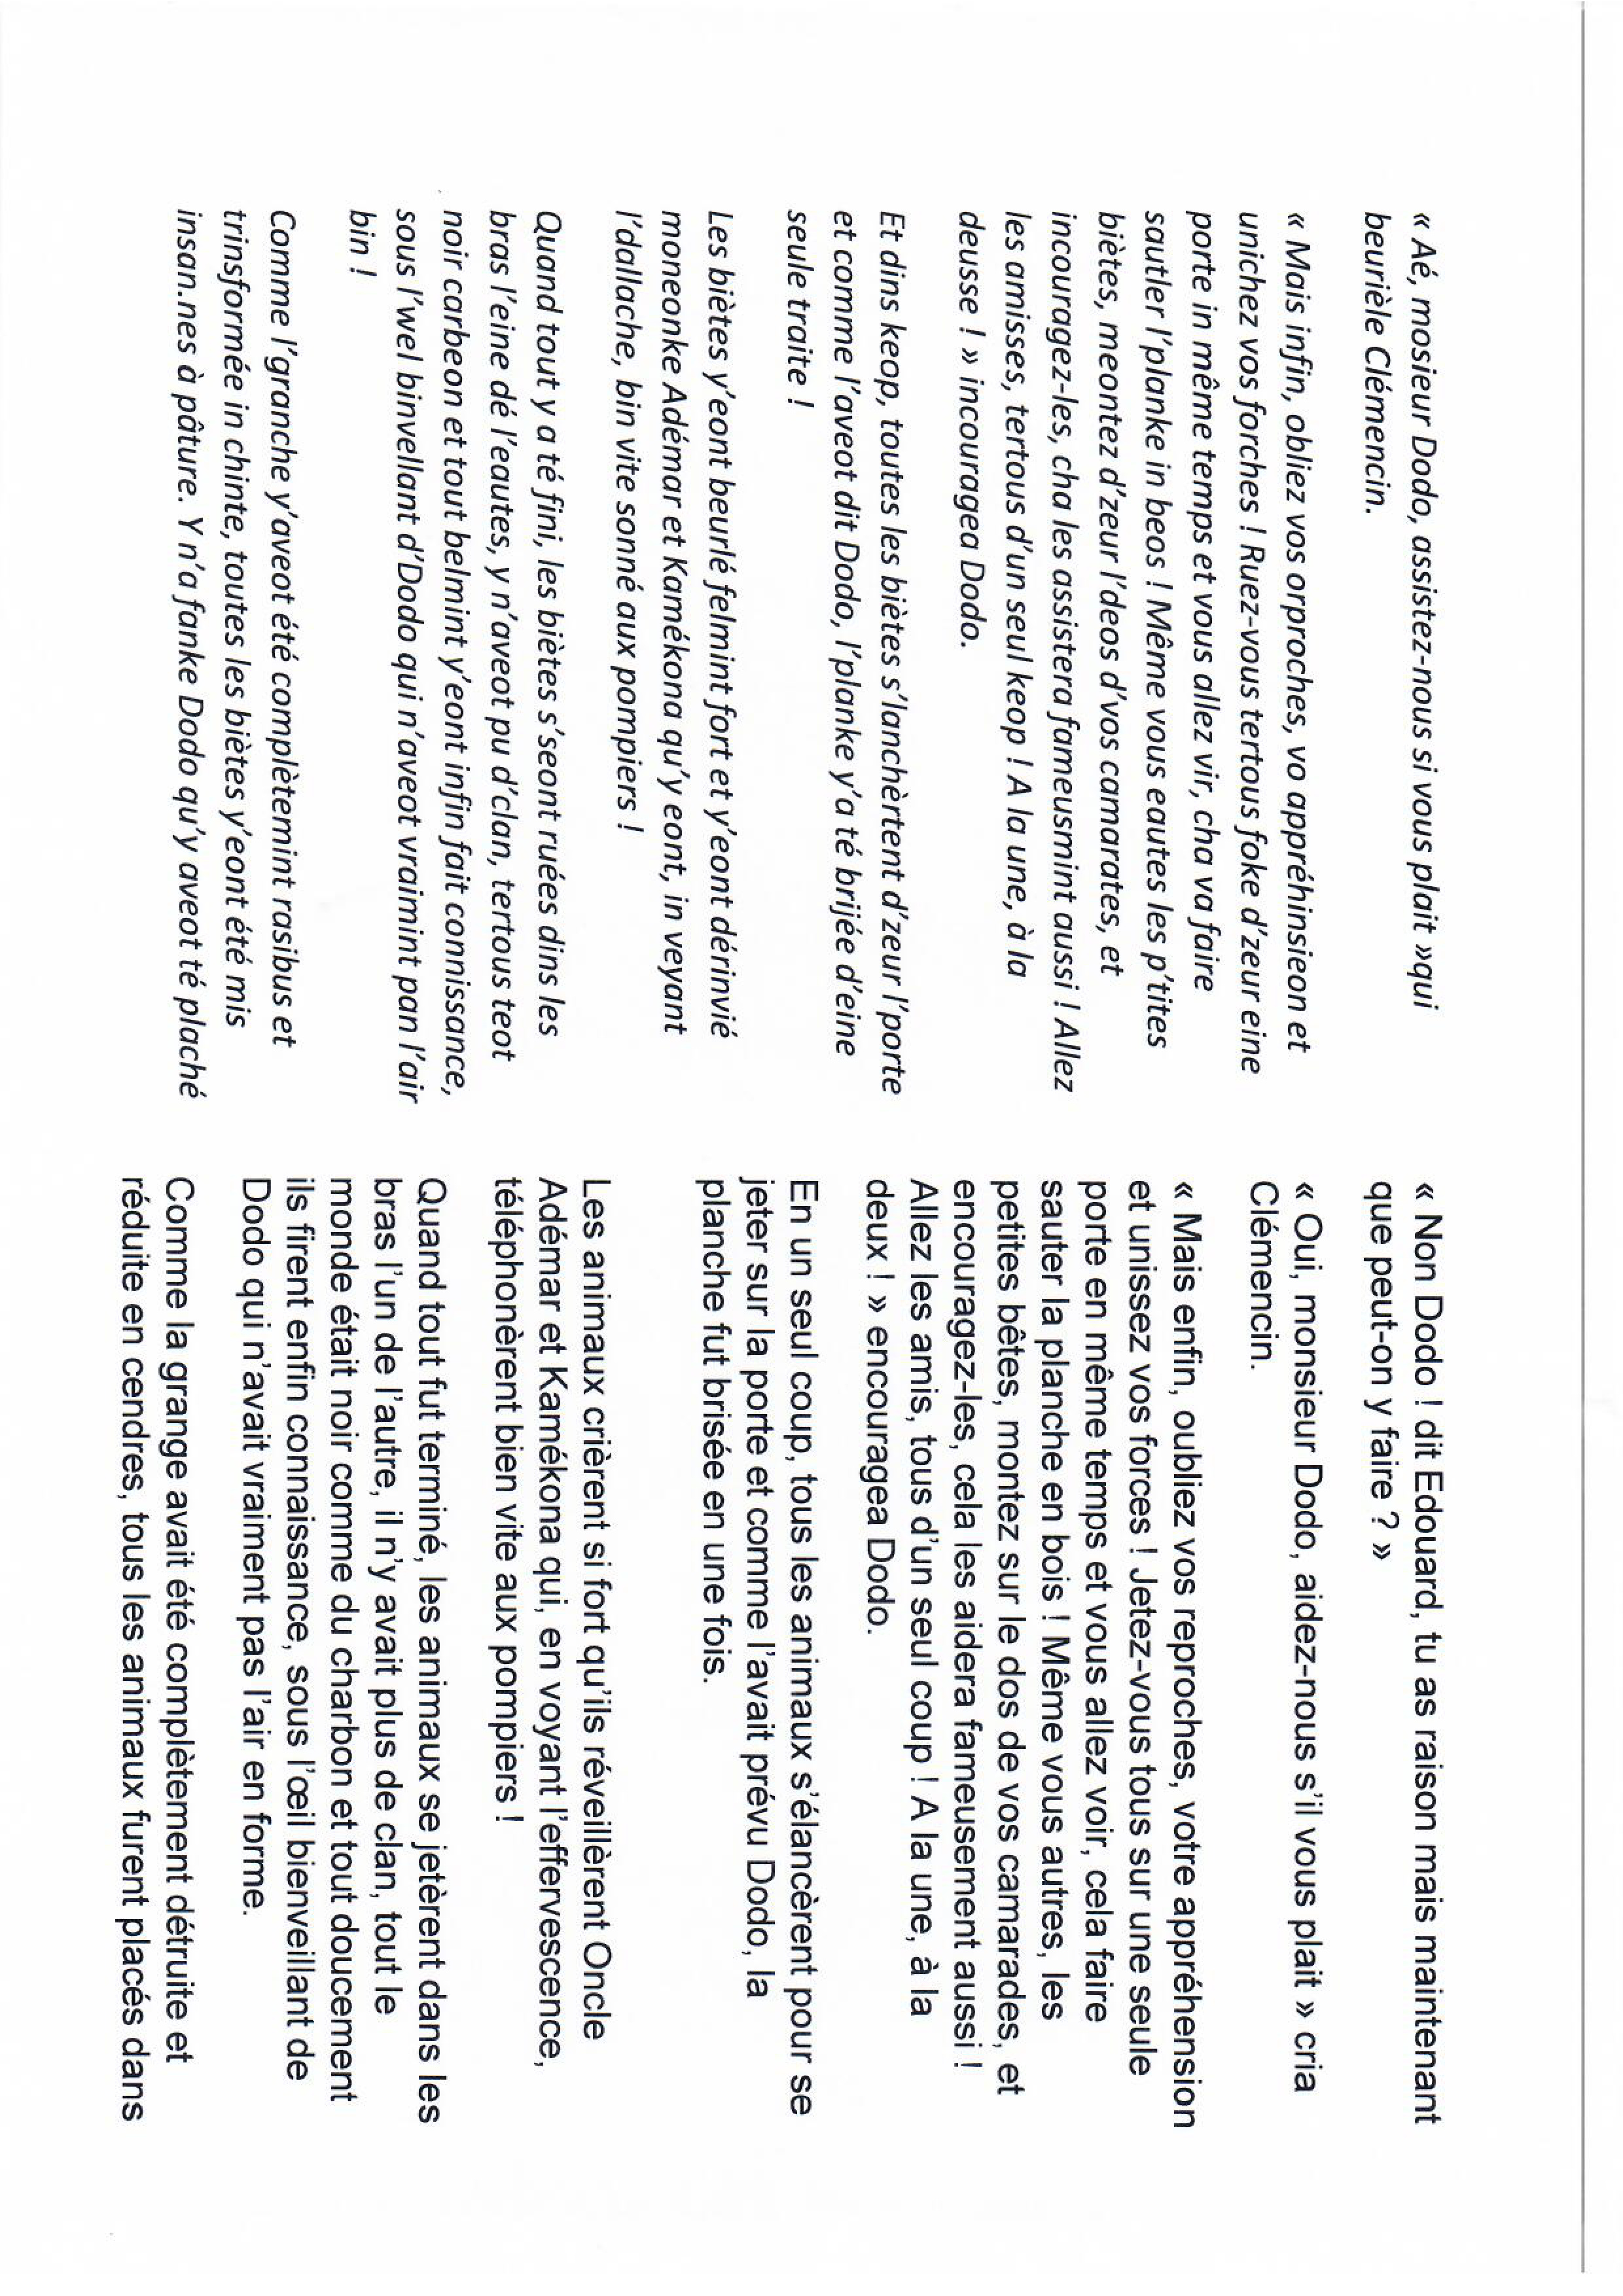 « Aé, mosieur Dodo, assistez-nous si vous plait »qui
beurièle Clémencin.
« Mais infin, obliez vos orproches, vo appréhinsieon et
unichez vos forches ! Ruez-vous tertous foke d’zeur eine
porte in même temps et vous allez vir, cha va faire
sautler l’planke in beos ! Même vous eautes les p’tites
biètes, meontez d’zeur l’deos d’vos camarates, et
incouragez-les, cha les assistera fameusmint aussi ! Allez
les amisses, tertous d’un seul keop ! A la une, à la
deusse ! » incouragea Dodo.
Et dins keop, toutes les biètes s’lanchèrtent d’zeur l’porte
et comme l’aveot dit Dodo, l’planke y’a té brijée d’eine
seule traite !
Les biètes y’eont beurlé felmint fort et y’eont dérinvié
moneonke Adémar et Kamékona qu’y eont, in veyant
l’dallache, bin vite sonné aux pompiers !
Quand tout y a té fini, les biètes s’seont ruées dins les
bras l’eine dé l’eautes, y n’aveot pu d’clan, tertous teot
noir carbeon et tout belmint y’eont infin fait connissance,
sous l’wel binvellant d’Dodo qui n’aveot vraimint pan l’air
bin !
Comme l’granche y’aveot été complètemint rasibus et
trinsformée in chinte, toutes les biètes y’eont été mis
insan.nes à pâture. Y n’a fanke Dodo qu’y aveot té plaché
« Non Dodo ! dit Edouard, tu as raison mais maintenant
que peut-on y faire ? »
« Oui, monsieur Dodo, aidez-nous s’il vous plait » cria
Clémencin.
« Mais enfin, oubliez vos reproches, votre appréhension
et unissez vos forces ! Jetez-vous tous sur une seule
porte en même temps et vous allez voir, cela faire
sauter la planche en bois ! Même vous autres, les
petites bêtes, montez sur le dos de vos camarades, et
encouragez-les, cela les aidera fameusement aussi !
Allez les amis, tous d’un seul coup ! A la une, à la
deux ! » encouragea Dodo.
En un seul coup, tous les animaux s’élancèrent pour se
jeter sur la porte et comme l’avait prévu Dodo, la
planche fut brisée en une fois.
Les animaux crièrent si fort qu’ils réveillèrent Oncle
Adémar et Kamékona qui, en voyant l’effervescence,
téléphonèrent bien vite aux pompiers !
Quand tout fut terminé, les animaux se jetèrent dans les
bras l’un de l’autre, il n’y avait plus de clan, tout le
monde était noir comme du charbon et tout doucement
ils firent enfin connaissance, sous l’œil bienveillant de
Dodo qui n’avait vraiment pas l’air en forme.
Comme la grange avait été complètement détruite et
réduite en cendres, tous les animaux furent placés dans